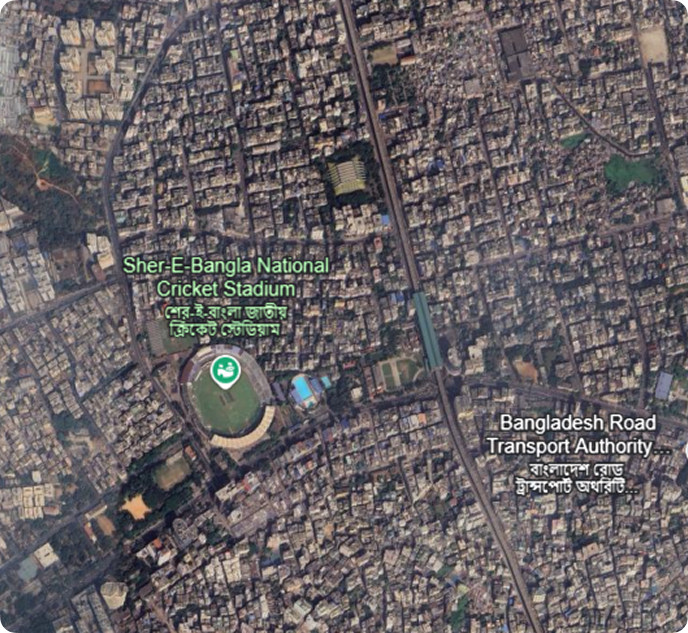 Sher-E-Bangla National
Cricket Stadium
শের-ই-বাংলা জাতীয়
ক্রিকেট স্টেডিয়াম
Bangladesh Road
Transport Authority...
বাংলাদেশ রোড
ট্রান্সপোর্ট অথরিটি...